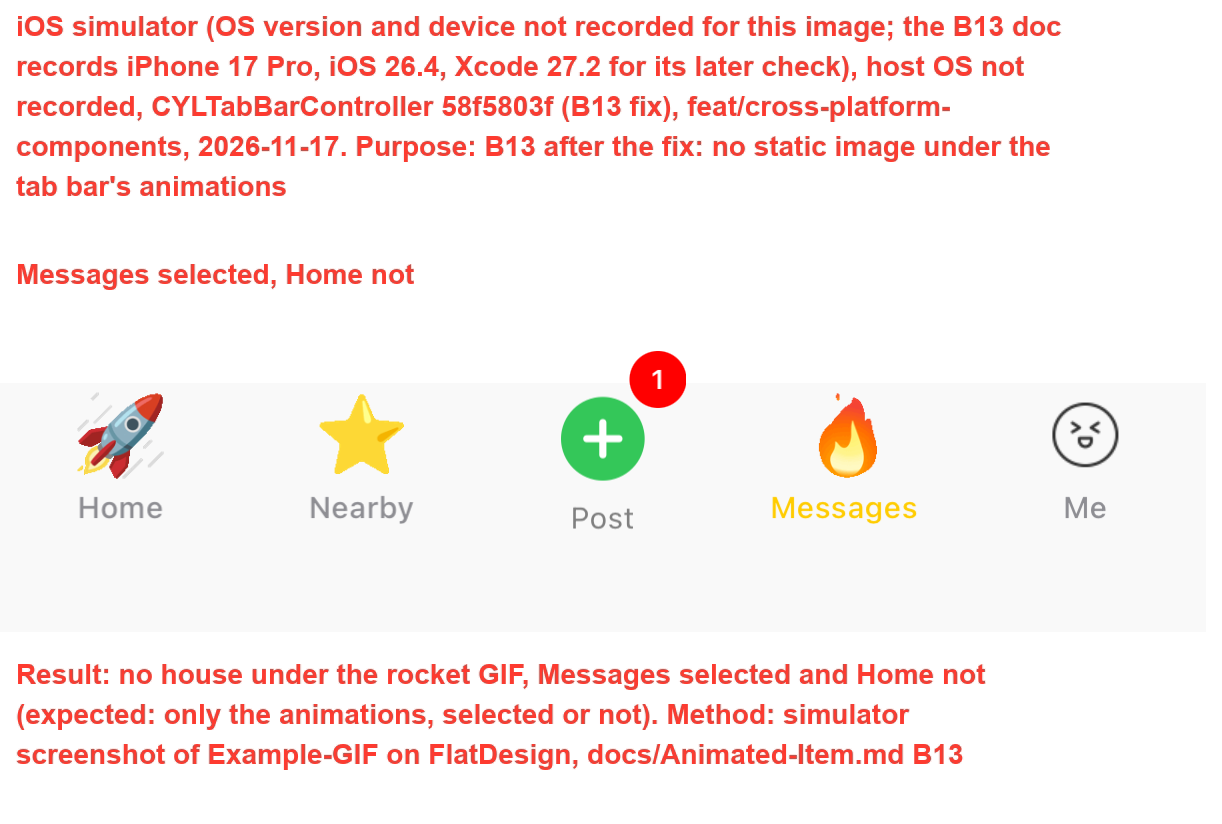 iOS simulator (OS version and device not recorded for this image; the B13 doc
records iPhone 17 Pro, iOS 26.4, Xcode 27.2 for its later check), host OS not
recorded, CYLTabBarController 58f5803f (B13 fix), feat/cross-platform-
components, 2026-11-17. Purpose: B13 after the fix: no static image under the
tab bar's animations
Messages selected, Home not
1
Home
Nearby
Post
Messages
Me
Result: no house under the rocket GIF, Messages selected and Home not
(expected: only the animations, selected or not). Method: simulator
screenshot of Example-GIF on FlatDesign, docs/Animated-Item.md B13